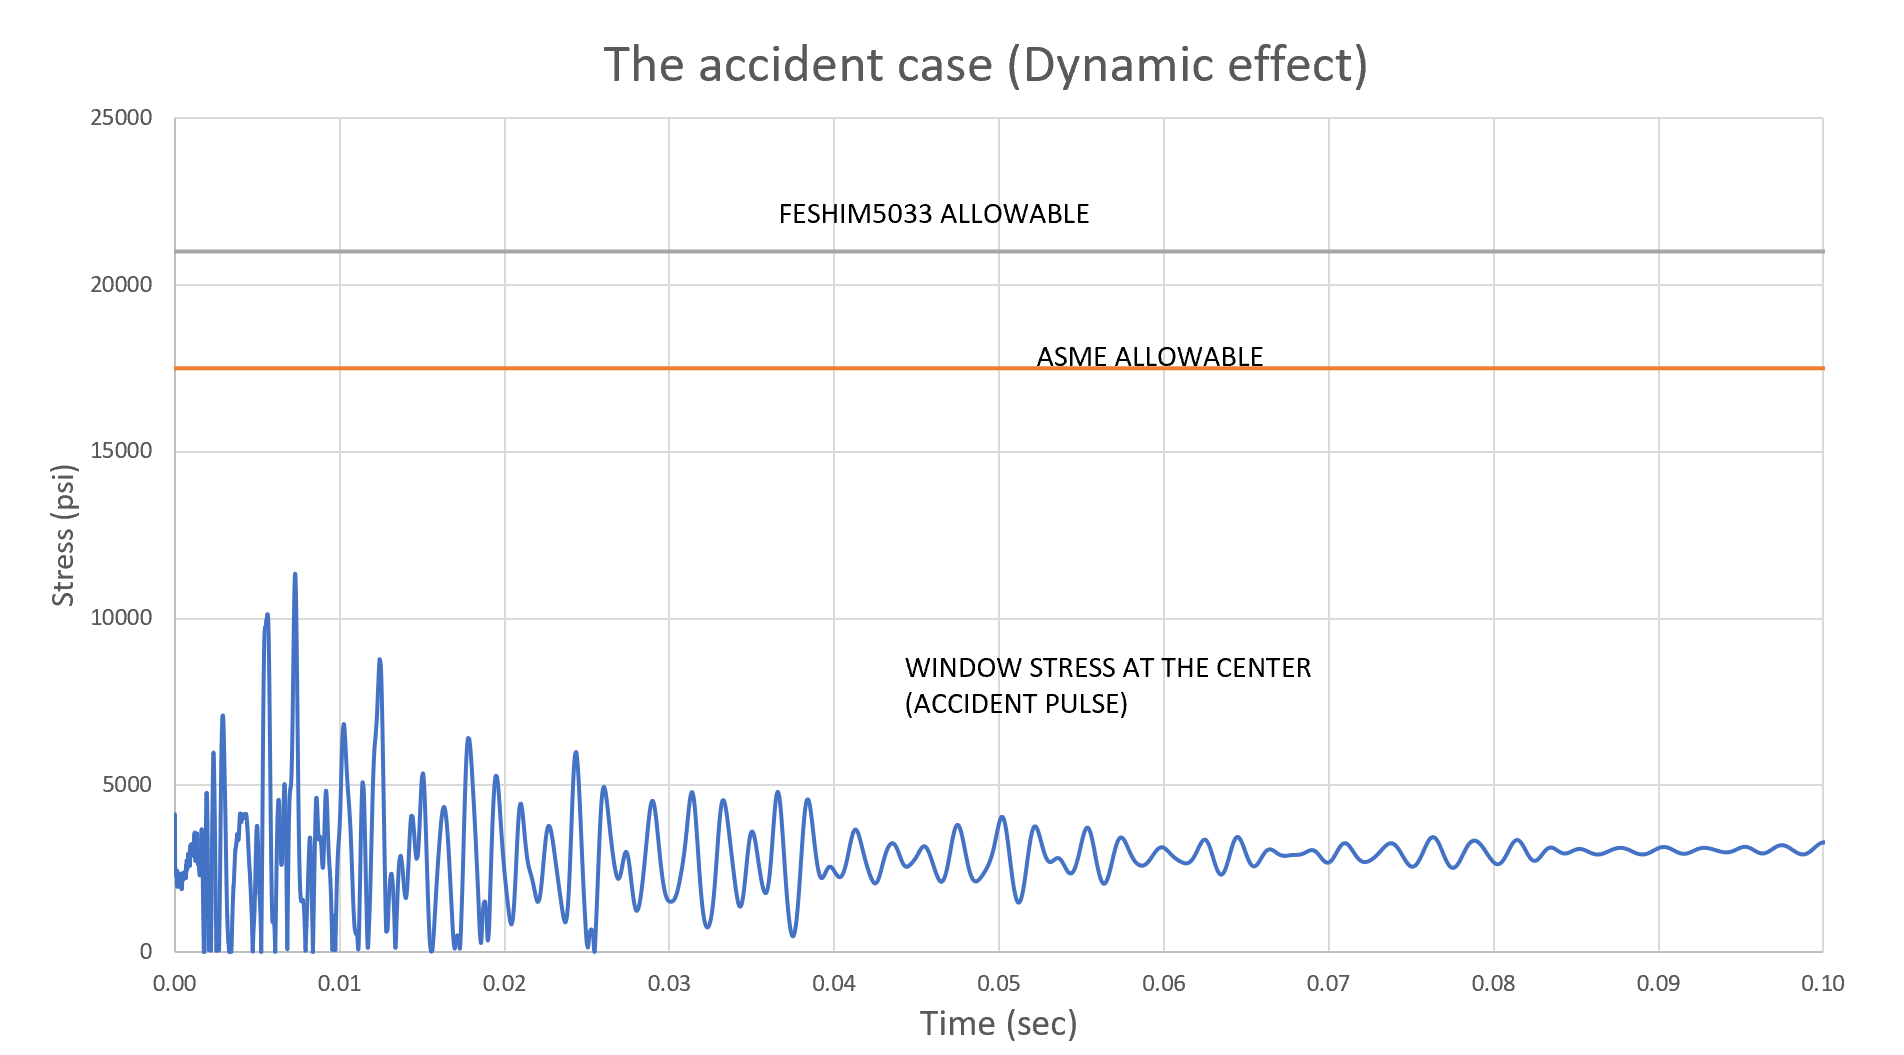 The accident case (Dynamic effect)
25000
FESHIM5033 ALLOWABLE
20000
ASME ALLOWABLE
15000
Stress (psi)
10000
WINDOW STRESS AT THE CENTER
(ACCIDENT PULSE)
5000
0
0.00 0.01 0.02 0.03 0.04 0.05 0.06 0.07 0.08 0.09 0.10
Time (sec)